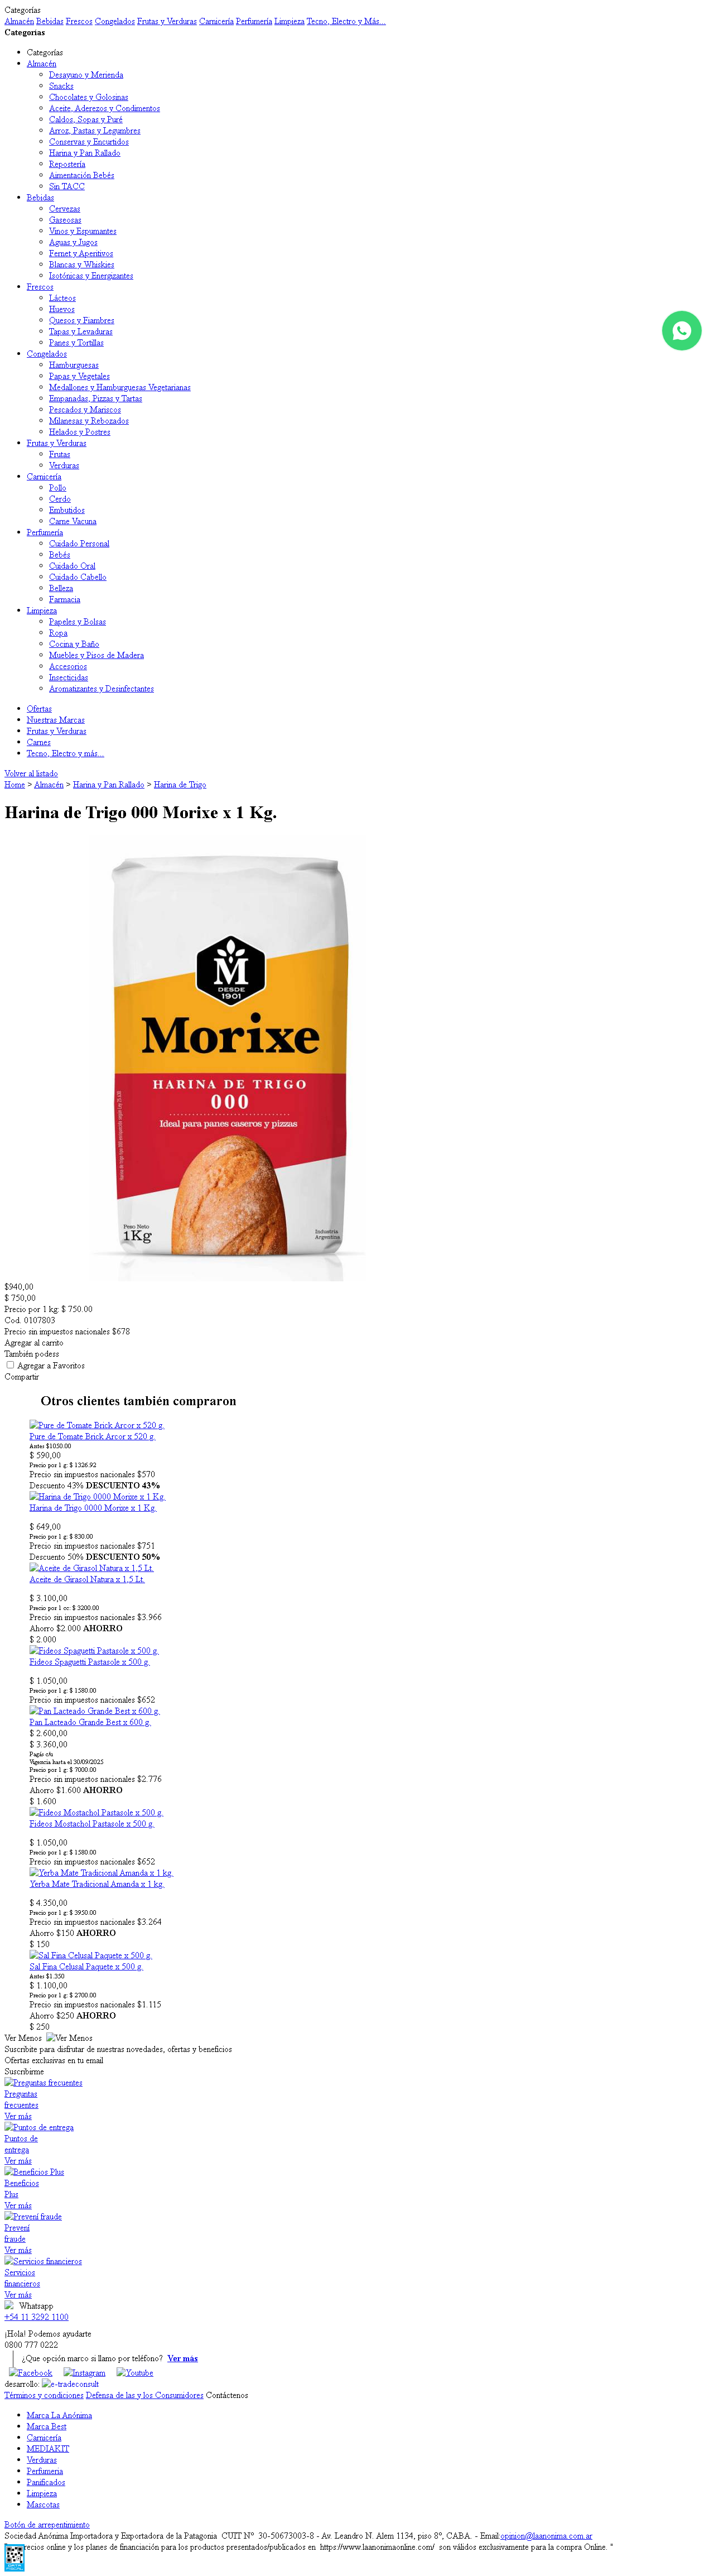 Categorías
Almacén Bebidas Frescos Congelados Frutas y Verduras Carnicería Perfumería Limpieza Tecno, Electro y Más...
Categorías
Categorías
Almacén
Desayuno y Merienda
Snacks
Chocolates y Golosinas
Aceite, Aderezos y Condimentos
Caldos, Sopas y Puré
Arroz, Pastas y Legumbres
Conservas y Encurtidos
Harina y Pan Rallado
Repostería
Aimentación Bebés
Sin TACC
Bebidas
Cervezas
Gaseosas
Vinos y Espumantes
Aguas y Jugos
Fernet y Aperitivos
Blancas y Whiskies
Isotónicas y Energizantes
Frescos
Lácteos
Huevos
Quesos y Fiambres
Tapas y Levaduras
Panes y Tortillas
Congelados
Hamburguesas
Papas y Vegetales
Medallones y Hamburguesas Vegetarianas
Empanadas, Pizzas y Tartas
Pescados y Mariscos
Milanesas y Rebozados
Helados y Postres
Frutas y Verduras
Frutas
Verduras
Carnicería
Pollo
Cerdo
Embutidos
Carne Vacuna
Perfumería
Cuidado Personal
Bebés
Cuidado Oral
Cuidado Cabello
Belleza
Farmacia
Limpieza
Papeles y Bolsas
Ropa
Cocina y Baño
Muebles y Pisos de Madera
Accesorios
Insecticidas
Aromatizantes y Desinfectantes
Ofertas
Nuestras Marcas
Frutas y Verduras
Carnes
Tecno, Electro y más...
Volver al listado
Home > Almacén > Harina y Pan Rallado > Harina de Trigo
Harina de Trigo 000 Morixe x 1 Kg.
M
DESDE
1901
Morixe
HARINA DE TRIGO
000
Ideal para panes caseros y pizzas
Peso Neto
1Kg
Industria
Argentina
$940,00
$ 750,00
Precio por 1 kg: $ 750.00
Cod. 0107803
Precio sin impuestos nacionales $678
Agregar al carrito
También podess
Agregar a Favoritos
Compartir
Otros clientes también compraron
Pure de Tomate Brick Arcor x 520 g.
Pure de Tomate Brick Arcor x 520 g.
Antes $1050.00
$ 590,00
Precio por 1 g: $ 1326.92
Precio sin impuestos nacionales $570
Descuento 43% DESCUENTO 43%
Harina de Trigo 0000 Morixe x 1 Kg.
Harina de Trigo 0000 Morixe x 1 Kg.
$ 649,00
Precio por 1 g: $ 830.00
Precio sin impuestos nacionales $751
Descuento 50% DESCUENTO 50%
Aceite de Girasol Natura x 1,5 Lt.
Aceite de Girasol Natura x 1,5 Lt.
$ 3.100,00
Precio por 1 cc: $ 3200.00
Precio sin impuestos nacionales $3.966
Ahorro $2.000 AHORRO
$ 2.000
Fideos Spaguetti Pastasole x 500 g.
Fideos Spaguetti Pastasole x 500 g.
$ 1.050,00
Precio por 1 g: $ 1580.00
Precio sin impuestos nacionales $652
Pan Lacteado Grande Best x 600 g.
Pan Lacteado Grande Best x 600 g.
$ 2.600,00
$ 3.360,00
Pagás c/u
Vigencia hasta el 30/09/2025
Precio por 1 g: $ 7000.00
Precio sin impuestos nacionales $2.776
Ahorro $1.600 AHORRO
$ 1.600
Fideos Mostachol Pastasole x 500 g.
Fideos Mostachol Pastasole x 500 g.
$ 1.050,00
Precio por 1 g: $ 1580.00
Precio sin impuestos nacionales $652
Yerba Mate Tradicional Amanda x 1 kg.
Yerba Mate Tradicional Amanda x 1 kg.
$ 4.350,00
Precio por 1 g: $ 3950.00
Precio sin impuestos nacionales $3.264
Ahorro $150 AHORRO
$ 150
Sal Fina Celusal Paquete x 500 g.
Sal Fina Celusal Paquete x 500 g.
Antes $1.350
$ 1.100,00
Precio por 1 g: $ 2700.00
Precio sin impuestos nacionales $1.115
Ahorro $250 AHORRO
$ 250
Ver Menos Ver Menos
Suscribite para disfrutar de nuestras novedades, ofertas y beneficios
Ofertas exclusivas en tu email
Suscribirme
Preguntas frecuentes
Preguntas
frecuentes
Ver más
Puntos de entrega
Puntos de
entrega
Ver más
Beneficios Plus
Beneficios
Plus
Ver más
Prevení fraude
Prevení
fraude
Ver más
Servicios financieros
Servicios
financieros
Ver más
Whatsapp
+54 11 3292 1100
¡Hola! Podemos ayudarte
0800 777 0222
¿Que opción marco si llamo por teléfono? Ver más
Facebook Instagram Youtube
desarrollo: e-tradeconsult
Términos y condiciones Defensa de las y los Consumidores Contáctenos
Marca La Anónima
Marca Best
Carnicería
MEDIAKIT
Verduras
Perfumeria
Panificados
Limpieza
Mascotas
Botón de arrepentimiento
Sociedad Anónima Importadora y Exportadora de la Patagonia CUIT Nº 30-50673003-8 - Av. Leandro N. Alem 1134, piso 8º, CABA. - Email:opinion@laanonima.com.ar
recios online y los planes de financiación para los productos presentados/publicados en https://www.laanonimaonline.com/ son válidos exclusivamente para la compra Online. "